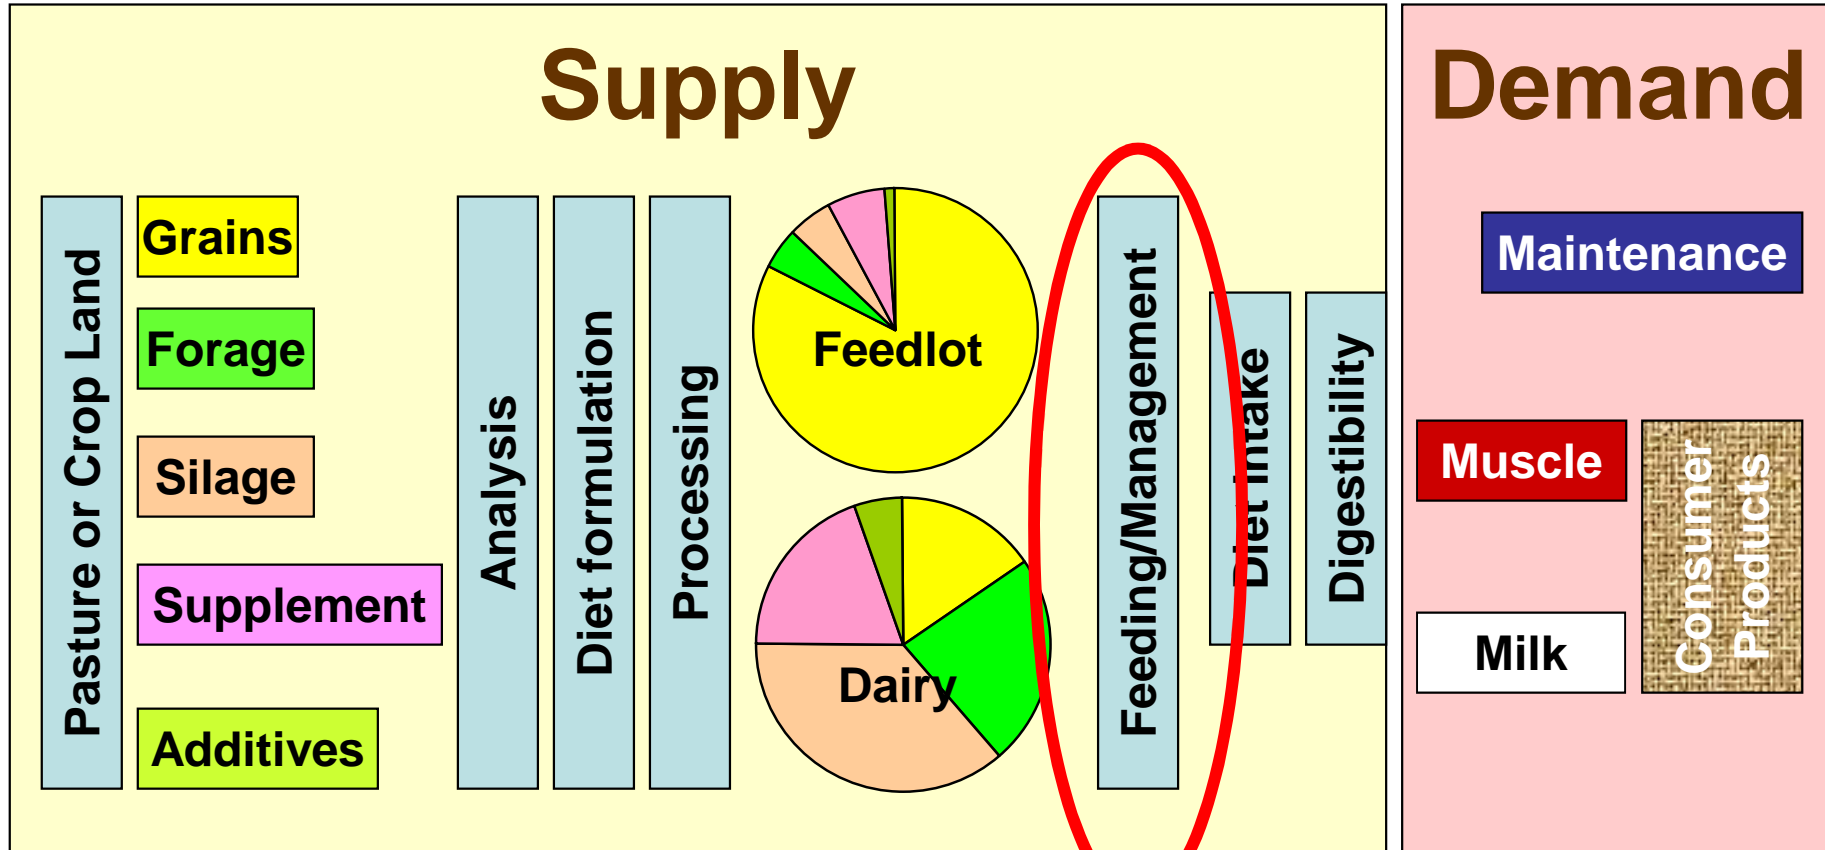 Supply
Demand
Pasture or Crop Land
Grains
Forage
Silage
Supplement
Additives
Analysis
Diet formulation
Processing
Feedlot
Dairy
Feeding/Management
Diet Intake
Digestibility
Maintenance
Muscle
Milk
Consumer
Products